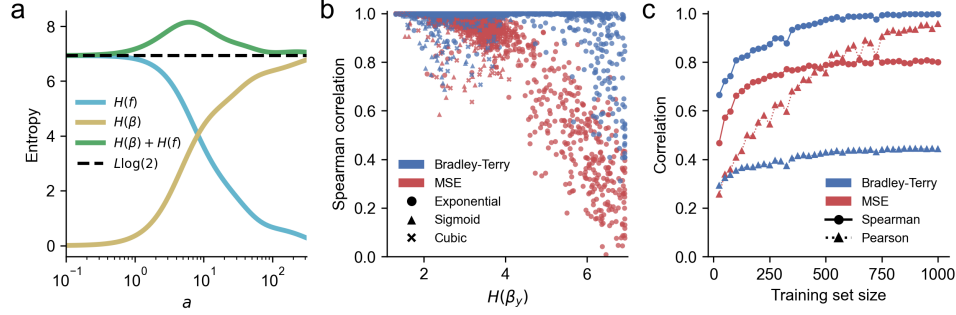 a
8
6
4
2
0
Entropy
H(f)
H(β)
H(β) + H(f)
Llog(2)
10⁻¹ 10⁰ 10¹ 10²
a
b
1.0
0.8
0.6
0.4
0.2
0.0
Spearman correlation
Bradley-Terry
MSE
Exponential
Sigmoid
Cubic
2 4 6
H(βᵧ)
c
1.0
0.8
0.6
0.4
0.2
0.0
Correlation
Bradley-Terry
MSE
Spearman
Pearson
0 250 500 750 1000
Training set size